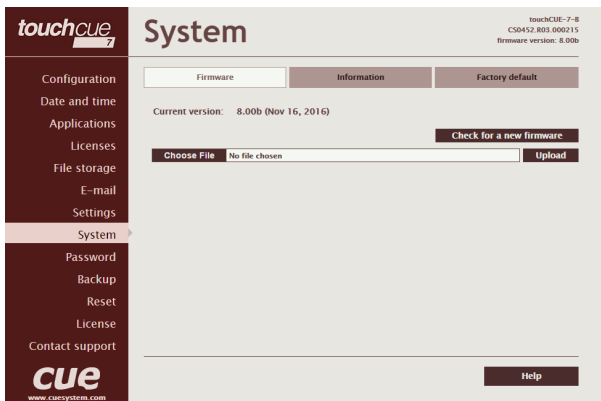 touchcue
7
System
touchCUE-7-B
CS0452.R03.000215
firmware version: 8.00b
Configuration
Date and time
Applications
Licenses
File storage
E-mail
Settings
System
Password
Backup
Reset
License
Contact support
cue
www.cuesystem.com
Firmware
Information
Factory default
Current version: 8.00b (Nov 16, 2016)
Check for a new firmware
Choose File No file chosen
Upload
Help